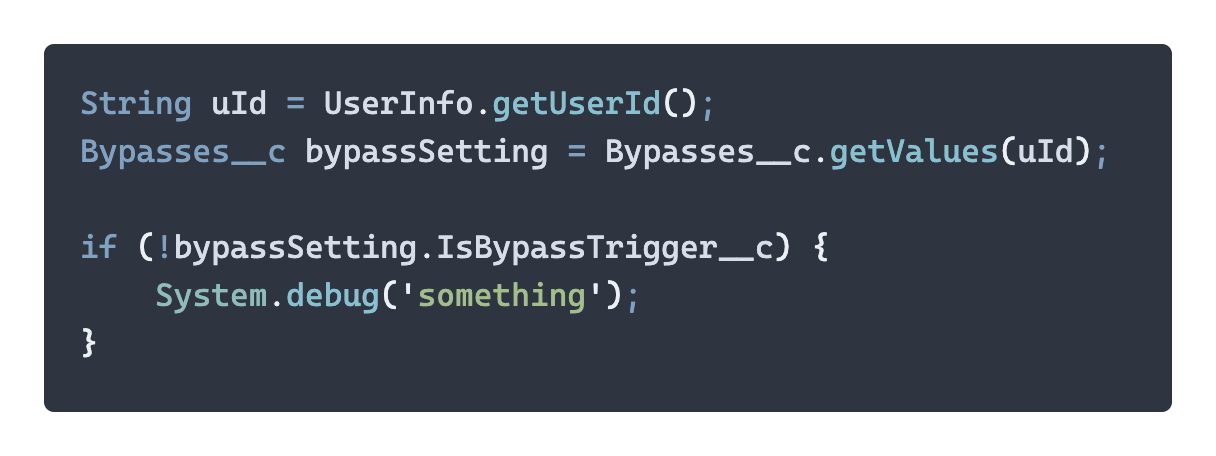 String uId = UserInfo.getUserId();
Bypasses__c bypassSetting = Bypasses__c.getValues(uId);
if (!bypassSetting.IsBypassTrigger__c) {
    System.debug('something');
}